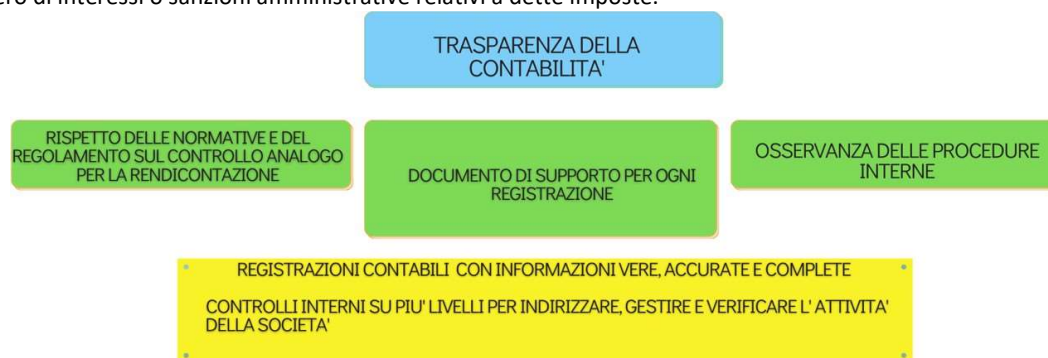 di interessi o sanzioni amministrative relativi a dette imposte.
TRASPARENZA DELLA
CONTABILITA'
RISPETTO DELLE NORMATIVE E DEL
REGOLAMENTO SUL CONTROLLO ANALOGO
PER LA RENDICONTAZIONE
DOCUMENTO DI SUPPORTO PER OGNI
REGISTRAZIONE
OSSERVANZA DELLE PROCEDURE
INTERNE
REGISTRAZIONI CONTABILI CON INFORMAZIONI VERE, ACCURATE E COMPLETE
CONTROLLI INTERNI SU PIU' LIVELLI PER INDIRIZZARE, GESTIRE E VERIFICARE L' ATTIVITA'
DELLA SOCIETA'